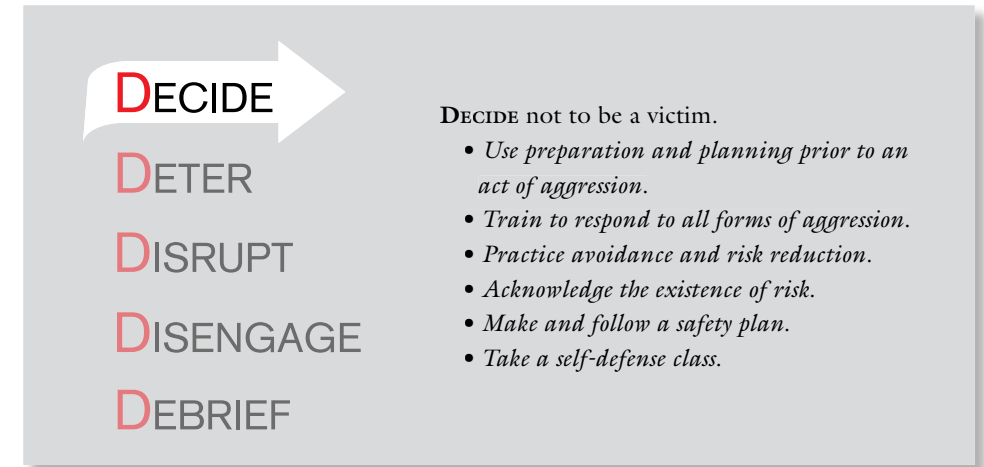 DECIDE
DETER
DISRUPT
DISENGAGE
DEBRIEF
DECIDE not to be a victim.
• Use preparation and planning prior to an
act of aggression.
• Train to respond to all forms of aggression.
• Practice avoidance and risk reduction.
• Acknowledge the existence of risk.
• Make and follow a safety plan.
• Take a self-defense class.